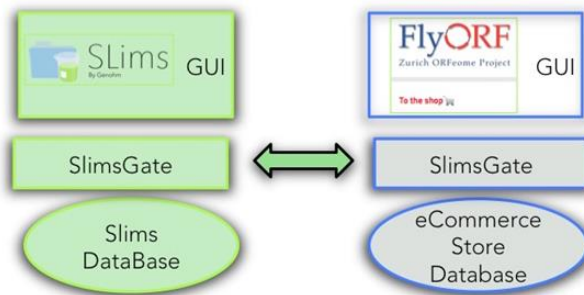 SLims
By Genohm
GUI
SlimsGate
Slims
DataBase
FlyORF
Zurich ORFeome Project
To the shop
GUI
SlimsGate
eCommerce
Store
Database